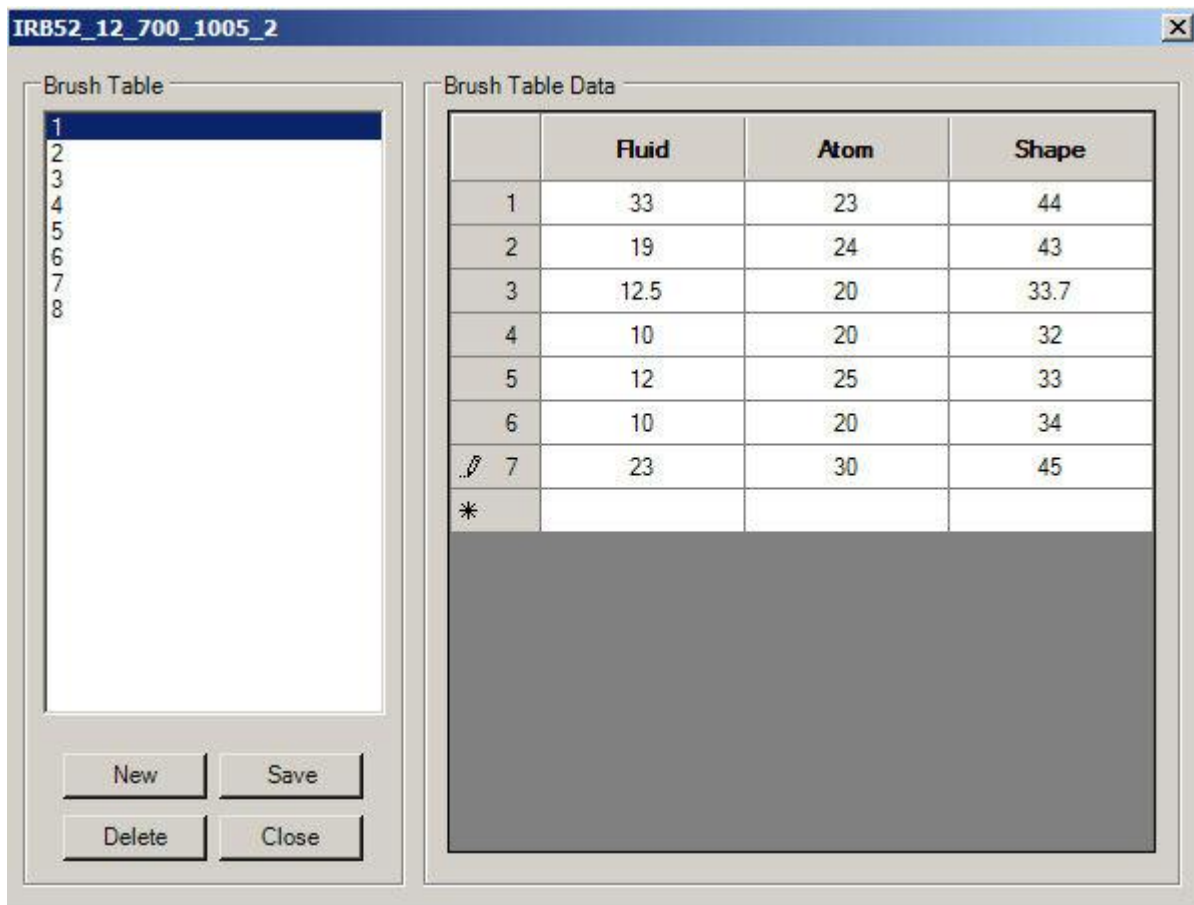 IRB52_12_700_1005_2
Brush Table
1
2
3
4
5
6
7
8
New Save
Delete Close
Brush Table Data
Fluid Atom Shape
1 33 23 44
2 19 24 43
3 12.5 20 33.7
4 10 20 32
5 12 25 33
6 10 20 34
7 23 30 45